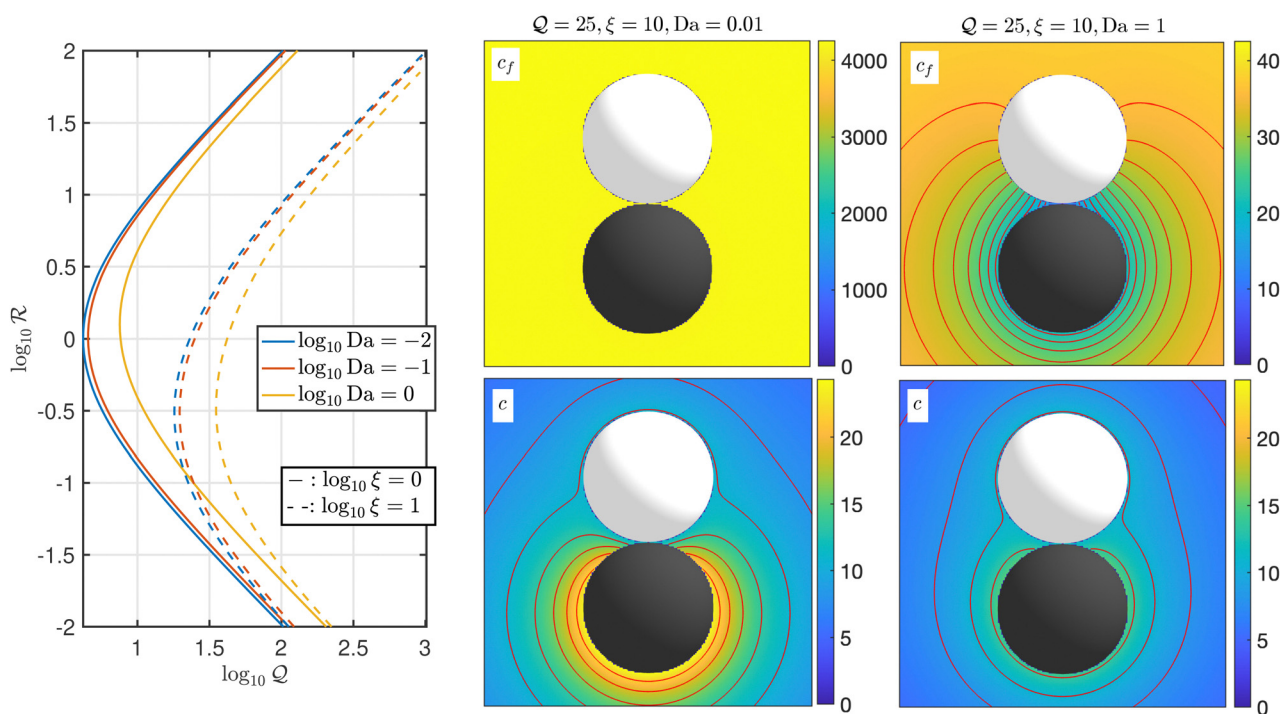 log₁₀ ℛ
2
1.5
1
0.5
0
-0.5
-1
-1.5
-2
1
1.5
2
2.5
3
log₁₀ 𝒬
log₁₀ Da = −2
log₁₀ Da = −1
log₁₀ Da = 0
– : log₁₀ ξ = 0
- -: log₁₀ ξ = 1
𝒬 = 25, ξ = 10, Da = 0.01
c_f
4000
3000
2000
1000
0
𝒬 = 25, ξ = 10, Da = 1
c_f
40
30
20
10
0
c
20
15
10
5
0
c
20
15
10
5
0